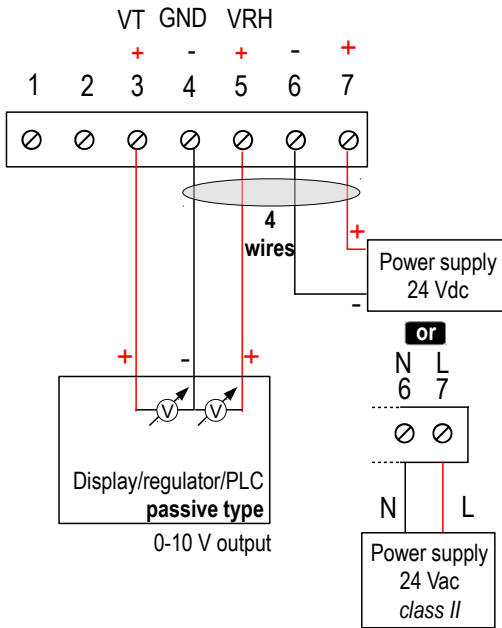 VT GND VRH
+ - + - +
1 2 3 4 5 6 7
4
wires
+
Power supply
24 Vdc
-
or
N L
6 7
+ - +
V V
Display/regulator/PLC
passive type
0-10 V output
N L
Power supply
24 Vac
class II